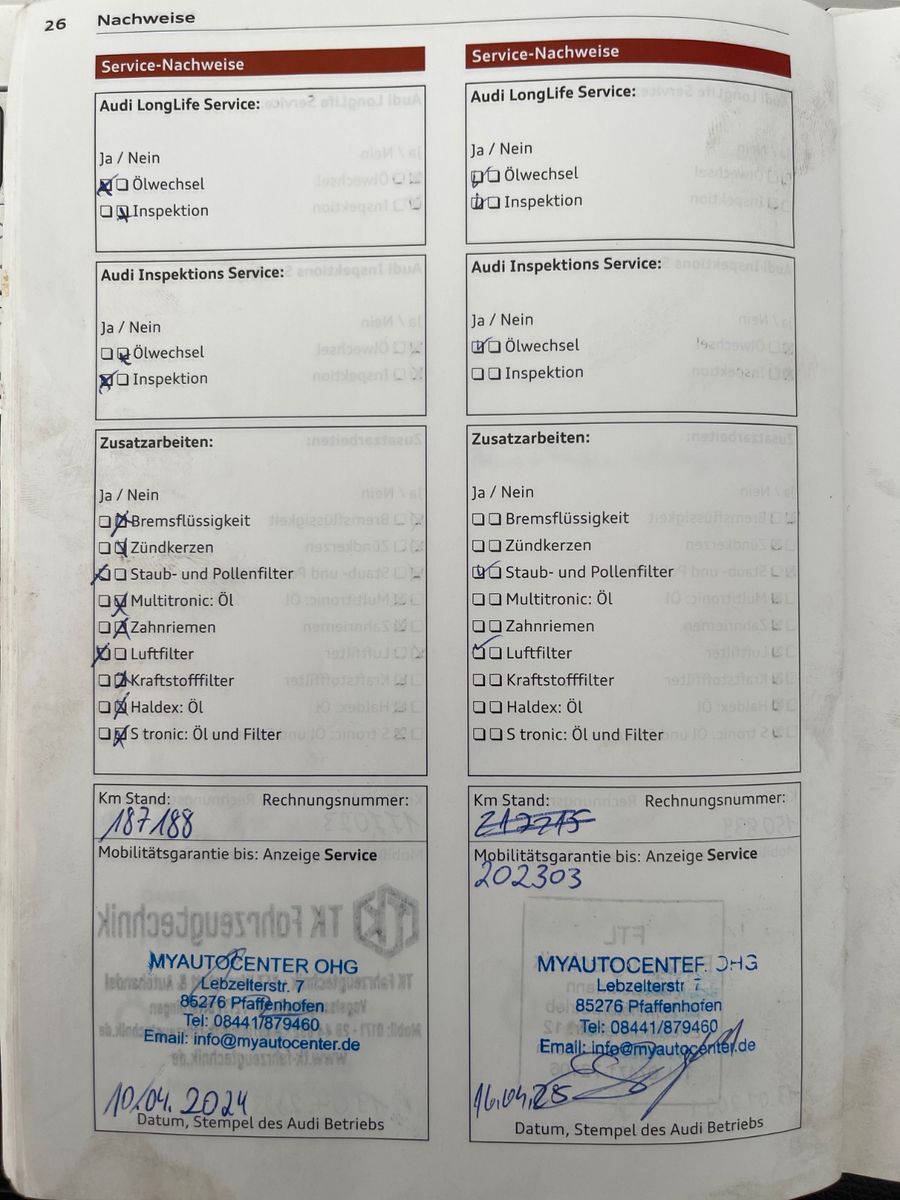 26 Nachweise
Service-Nachweise
Audi LongLife Service:
Ja / Nein
Ölwechsel
Inspektion
Audi Inspektions Service:
Ja / Nein
Ölwechsel
Inspektion
Zusatzarbeiten:
Ja / Nein
Bremsflüssigkeit
Zündkerzen
Staub- und Pollenfilter
Multitronic: Öl
Zahnriemen
Luftfilter
Kraftstofffilter
Haldex: Öl
S tronic: Öl und Filter
Km Stand: Rechnungsnummer:
187188
Mobilitätsgarantie bis: Anzeige Service
MYAUTOCENTER OHG
Lebzelterstr. 7
85276 Pfaffenhofen
Tel: 08441/879460
Email: info@myautocenter.de
10/04. 2024
Datum, Stempel des Audi Betriebs
Service-Nachweise
Audi LongLife Service:
Ja / Nein
Ölwechsel
Inspektion
Audi Inspektions Service:
Ja / Nein
Ölwechsel
Inspektion
Zusatzarbeiten:
Ja / Nein
Bremsflüssigkeit
Zündkerzen
Staub- und Pollenfilter
Multitronic: Öl
Zahnriemen
Luftfilter
Kraftstofffilter
Haldex: Öl
S tronic: Öl und Filter
Km Stand: Rechnungsnummer:
217215
Mobilitätsgarantie bis: Anzeige Service
202303
MYAUTOCENTER OHG
Lebzelterstr 7
85276 Pfaffenhofen
Tel: 08441/879460
Email: info@myautocenter.de
16.04.25
Datum, Stempel des Audi Betriebs